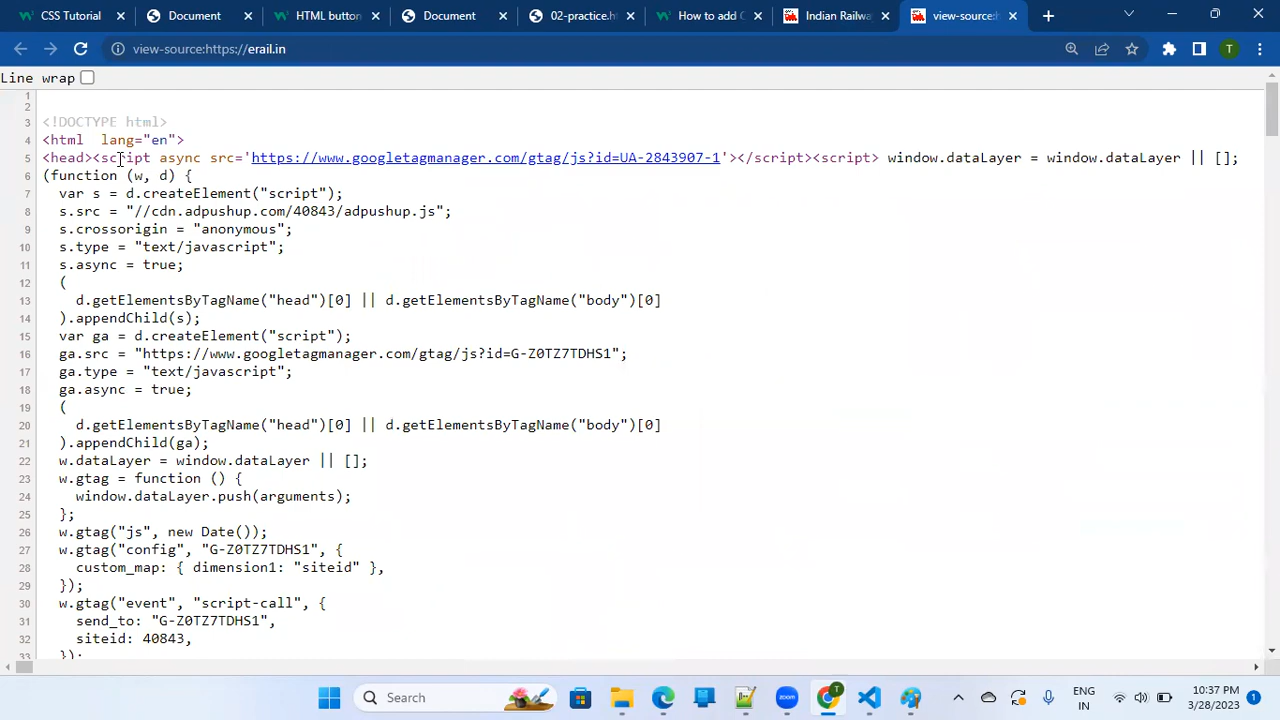 CSS Tutorial
Document
HTML button
Document
02-practice.h
How to add C
Indian Railwa
view-source:h
view-source:https://erail.in
T
Line wrap
1
2
3 <!DOCTYPE html>
4 <html  lang="en">
5 <head><script async src='https://www.googletagmanager.com/gtag/js?id=UA-2843907-1'></script><script> window.dataLayer = window.dataLayer || [];
6 (function (w, d) {
7 var s = d.createElement("script");
8 s.src = "//cdn.adpushup.com/40843/adpushup.js";
9 s.crossorigin = "anonymous";
10 s.type = "text/javascript";
11 s.async = true;
12 (
13 d.getElementsByTagName("head")[0] || d.getElementsByTagName("body")[0]
14 ).appendChild(s);
15 var ga = d.createElement("script");
16 ga.src = "https://www.googletagmanager.com/gtag/js?id=G-Z0TZ7TDHS1";
17 ga.type = "text/javascript";
18 ga.async = true;
19 (
20 d.getElementsByTagName("head")[0] || d.getElementsByTagName("body")[0]
21 ).appendChild(ga);
22 w.dataLayer = window.dataLayer || [];
23 w.gtag = function () {
24 window.dataLayer.push(arguments);
25 };
26 w.gtag("js", new Date());
27 w.gtag("config", "G-Z0TZ7TDHS1", {
28 custom_map: { dimension1: "siteid" },
29 });
30 w.gtag("event", "script-call", {
31 send_to: "G-Z0TZ7TDHS1",
32 siteid: 40843,
33 });
Search
zoom
T
ENG
IN
10:37 PM
3/28/2023
1